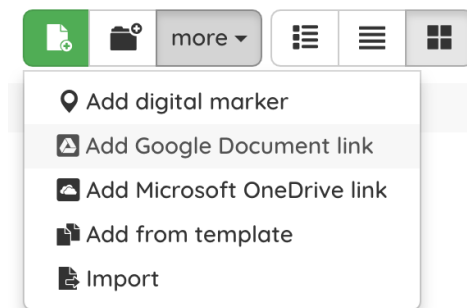 more
Add digital marker
Add Google Document link
Add Microsoft OneDrive link
Add from template
Import